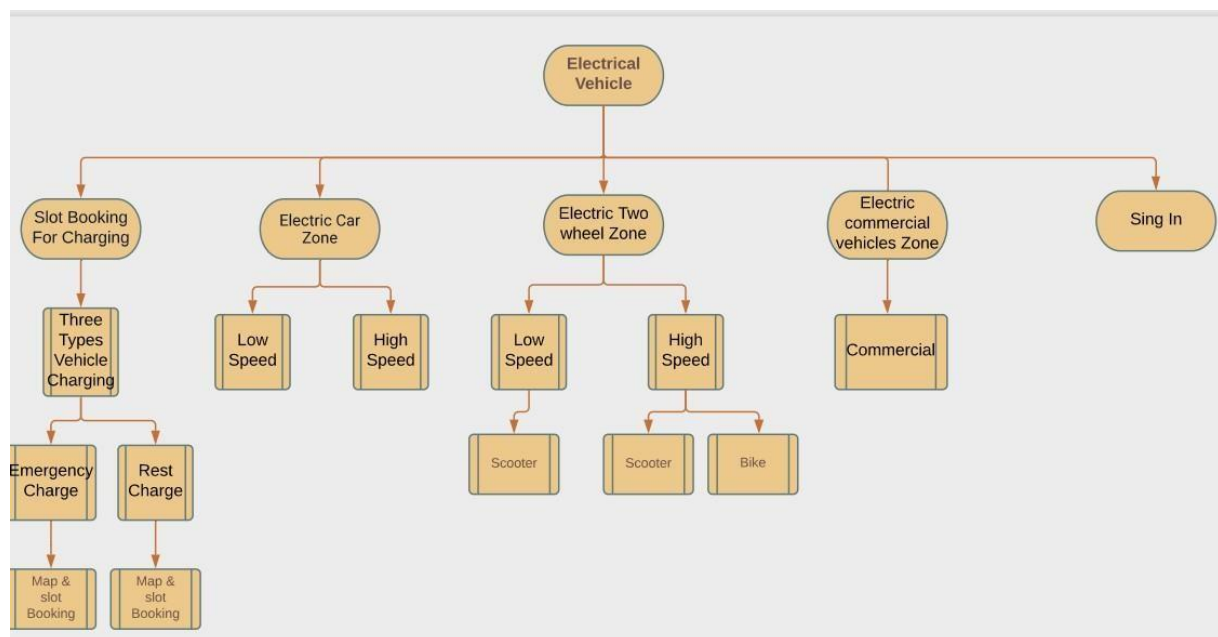 Electrical
Vehicle
Slot Booking
For Charging
Electric Car
Zone
Electric Two
wheel Zone
Electric
commercial
vehicles Zone
Sing In
Three
Types
Vehicle
Charging
Low
Speed
High
Speed
Low
Speed
High
Speed
Commercial
Emergency
Charge
Rest
Charge
Scooter
Scooter
Bike
Map &
slot
Booking
Map &
slot
Booking